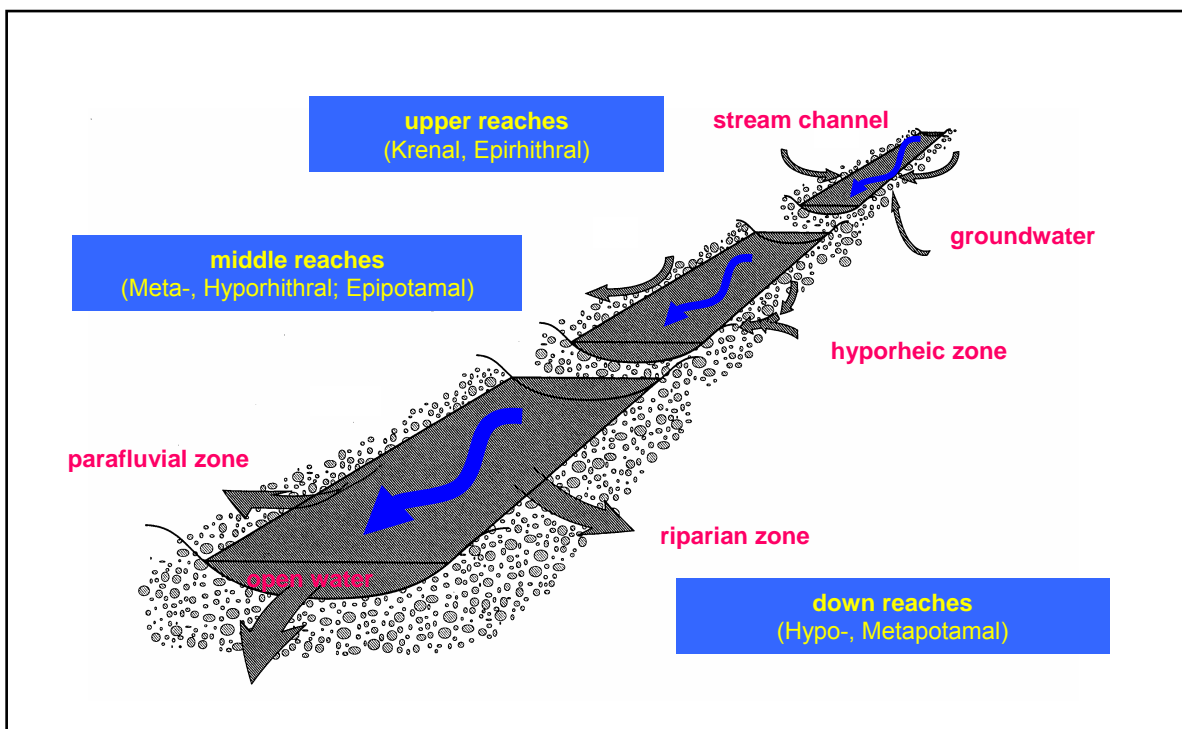 upper reaches
(Krenal, Epirhithral)
stream channel
groundwater
middle reaches
(Meta-, Hyporhithral; Epipotamal)
hyporheic zone
parafluvial zone
riparian zone
open water
down reaches
(Hypo-, Metapotamal)